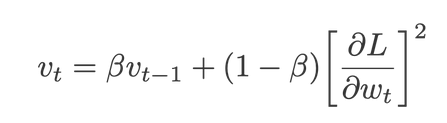 v_t = βv_{t−1} + (1 − β)[∂L/∂w_t]^2